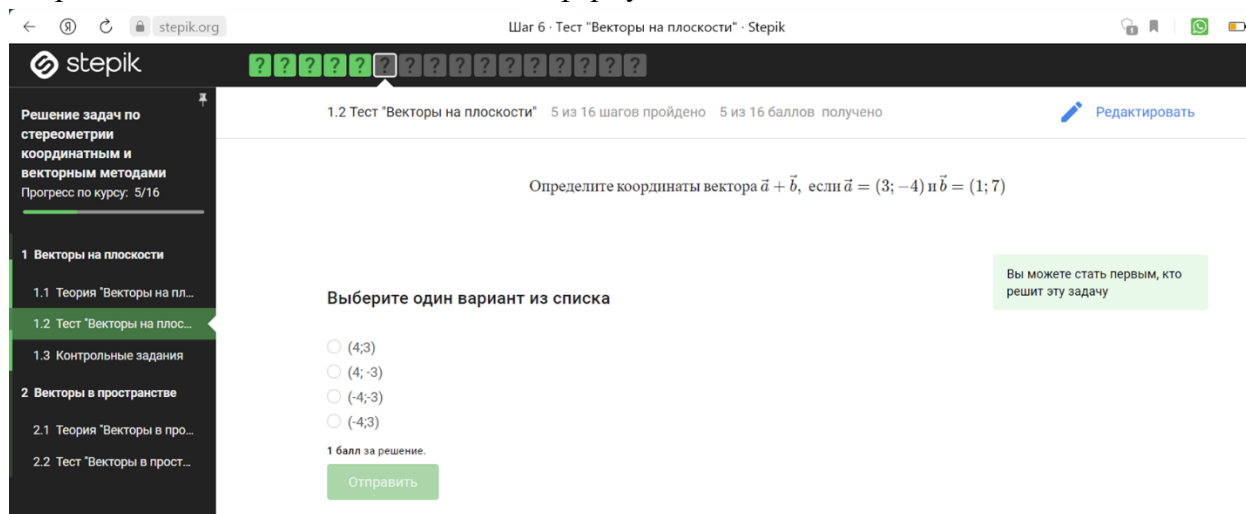 stepik.org
Шаг 6 · Тест "Векторы на плоскости" · Stepik
stepik
? ? ? ? ? ? ? ? ? ? ? ? ? ? ? ?
Решение задач по
стереометрии
координатным и
векторным методами
Прогресс по курсу: 5/16
1 Векторы на плоскости
1.1 Теория "Векторы на пл...
1.2 Тест "Векторы на плос...
1.3 Контрольные задания
2 Векторы в пространстве
2.1 Теория "Векторы в про...
2.2 Тест "Векторы в прост...
1.2 Тест "Векторы на плоскости" 5 из 16 шагов пройдено 5 из 16 баллов получено
Редактировать
Определите координаты вектора a⃗ + b⃗, если a⃗ = (3; −4) и b⃗ = (1; 7)
Вы можете стать первым, кто
решит эту задачу
Выберите один вариант из списка
(4;3)
(4; -3)
(-4;-3)
(-4;3)
1 балл за решение.
Отправить